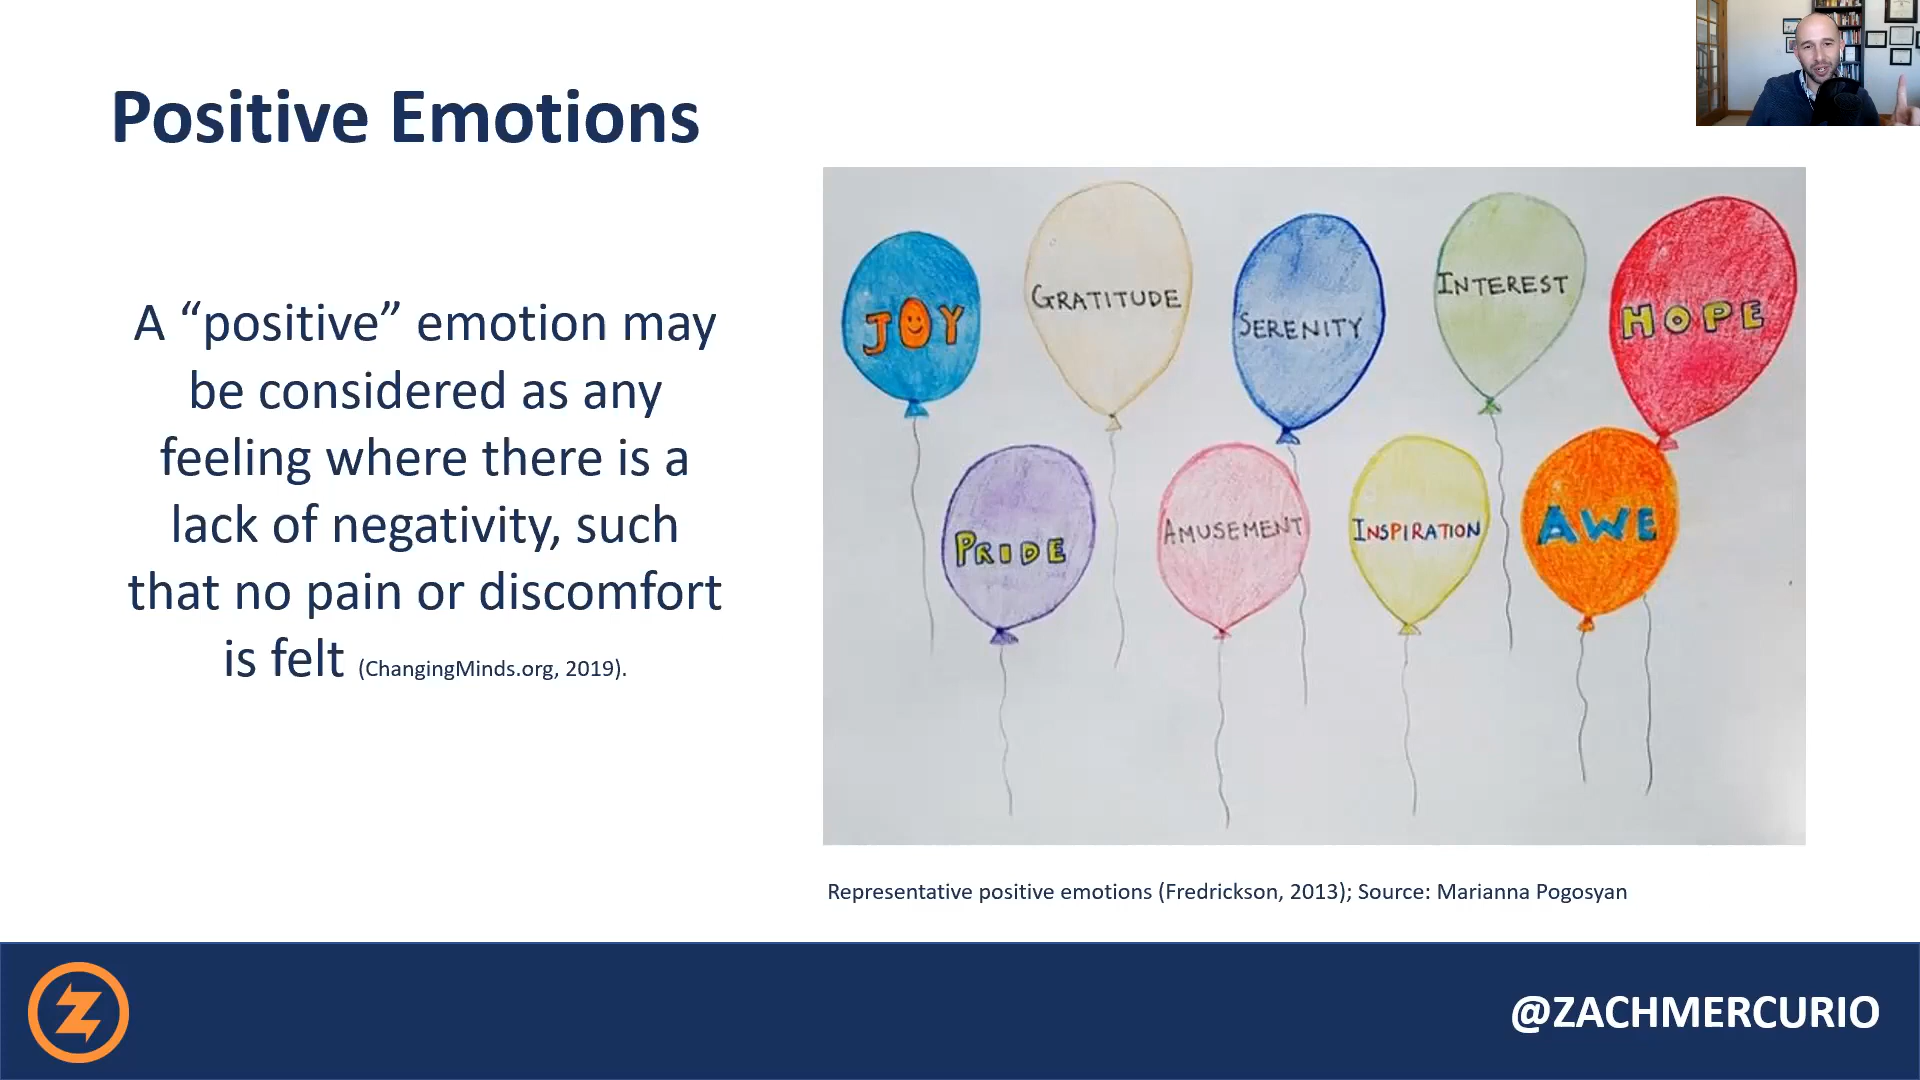 Positive Emotions
A “positive” emotion may
be considered as any
feeling where there is a
lack of negativity, such
that no pain or discomfort
is felt (ChangingMinds.org, 2019).
JOY
GRATITUDE
SERENITY
INTEREST
HOPE
PRIDE
AMUSEMENT
INSPIRATION
AWE
Representative positive emotions (Fredrickson, 2013); Source: Marianna Pogosyan
Z
@ZACHMERCURIO